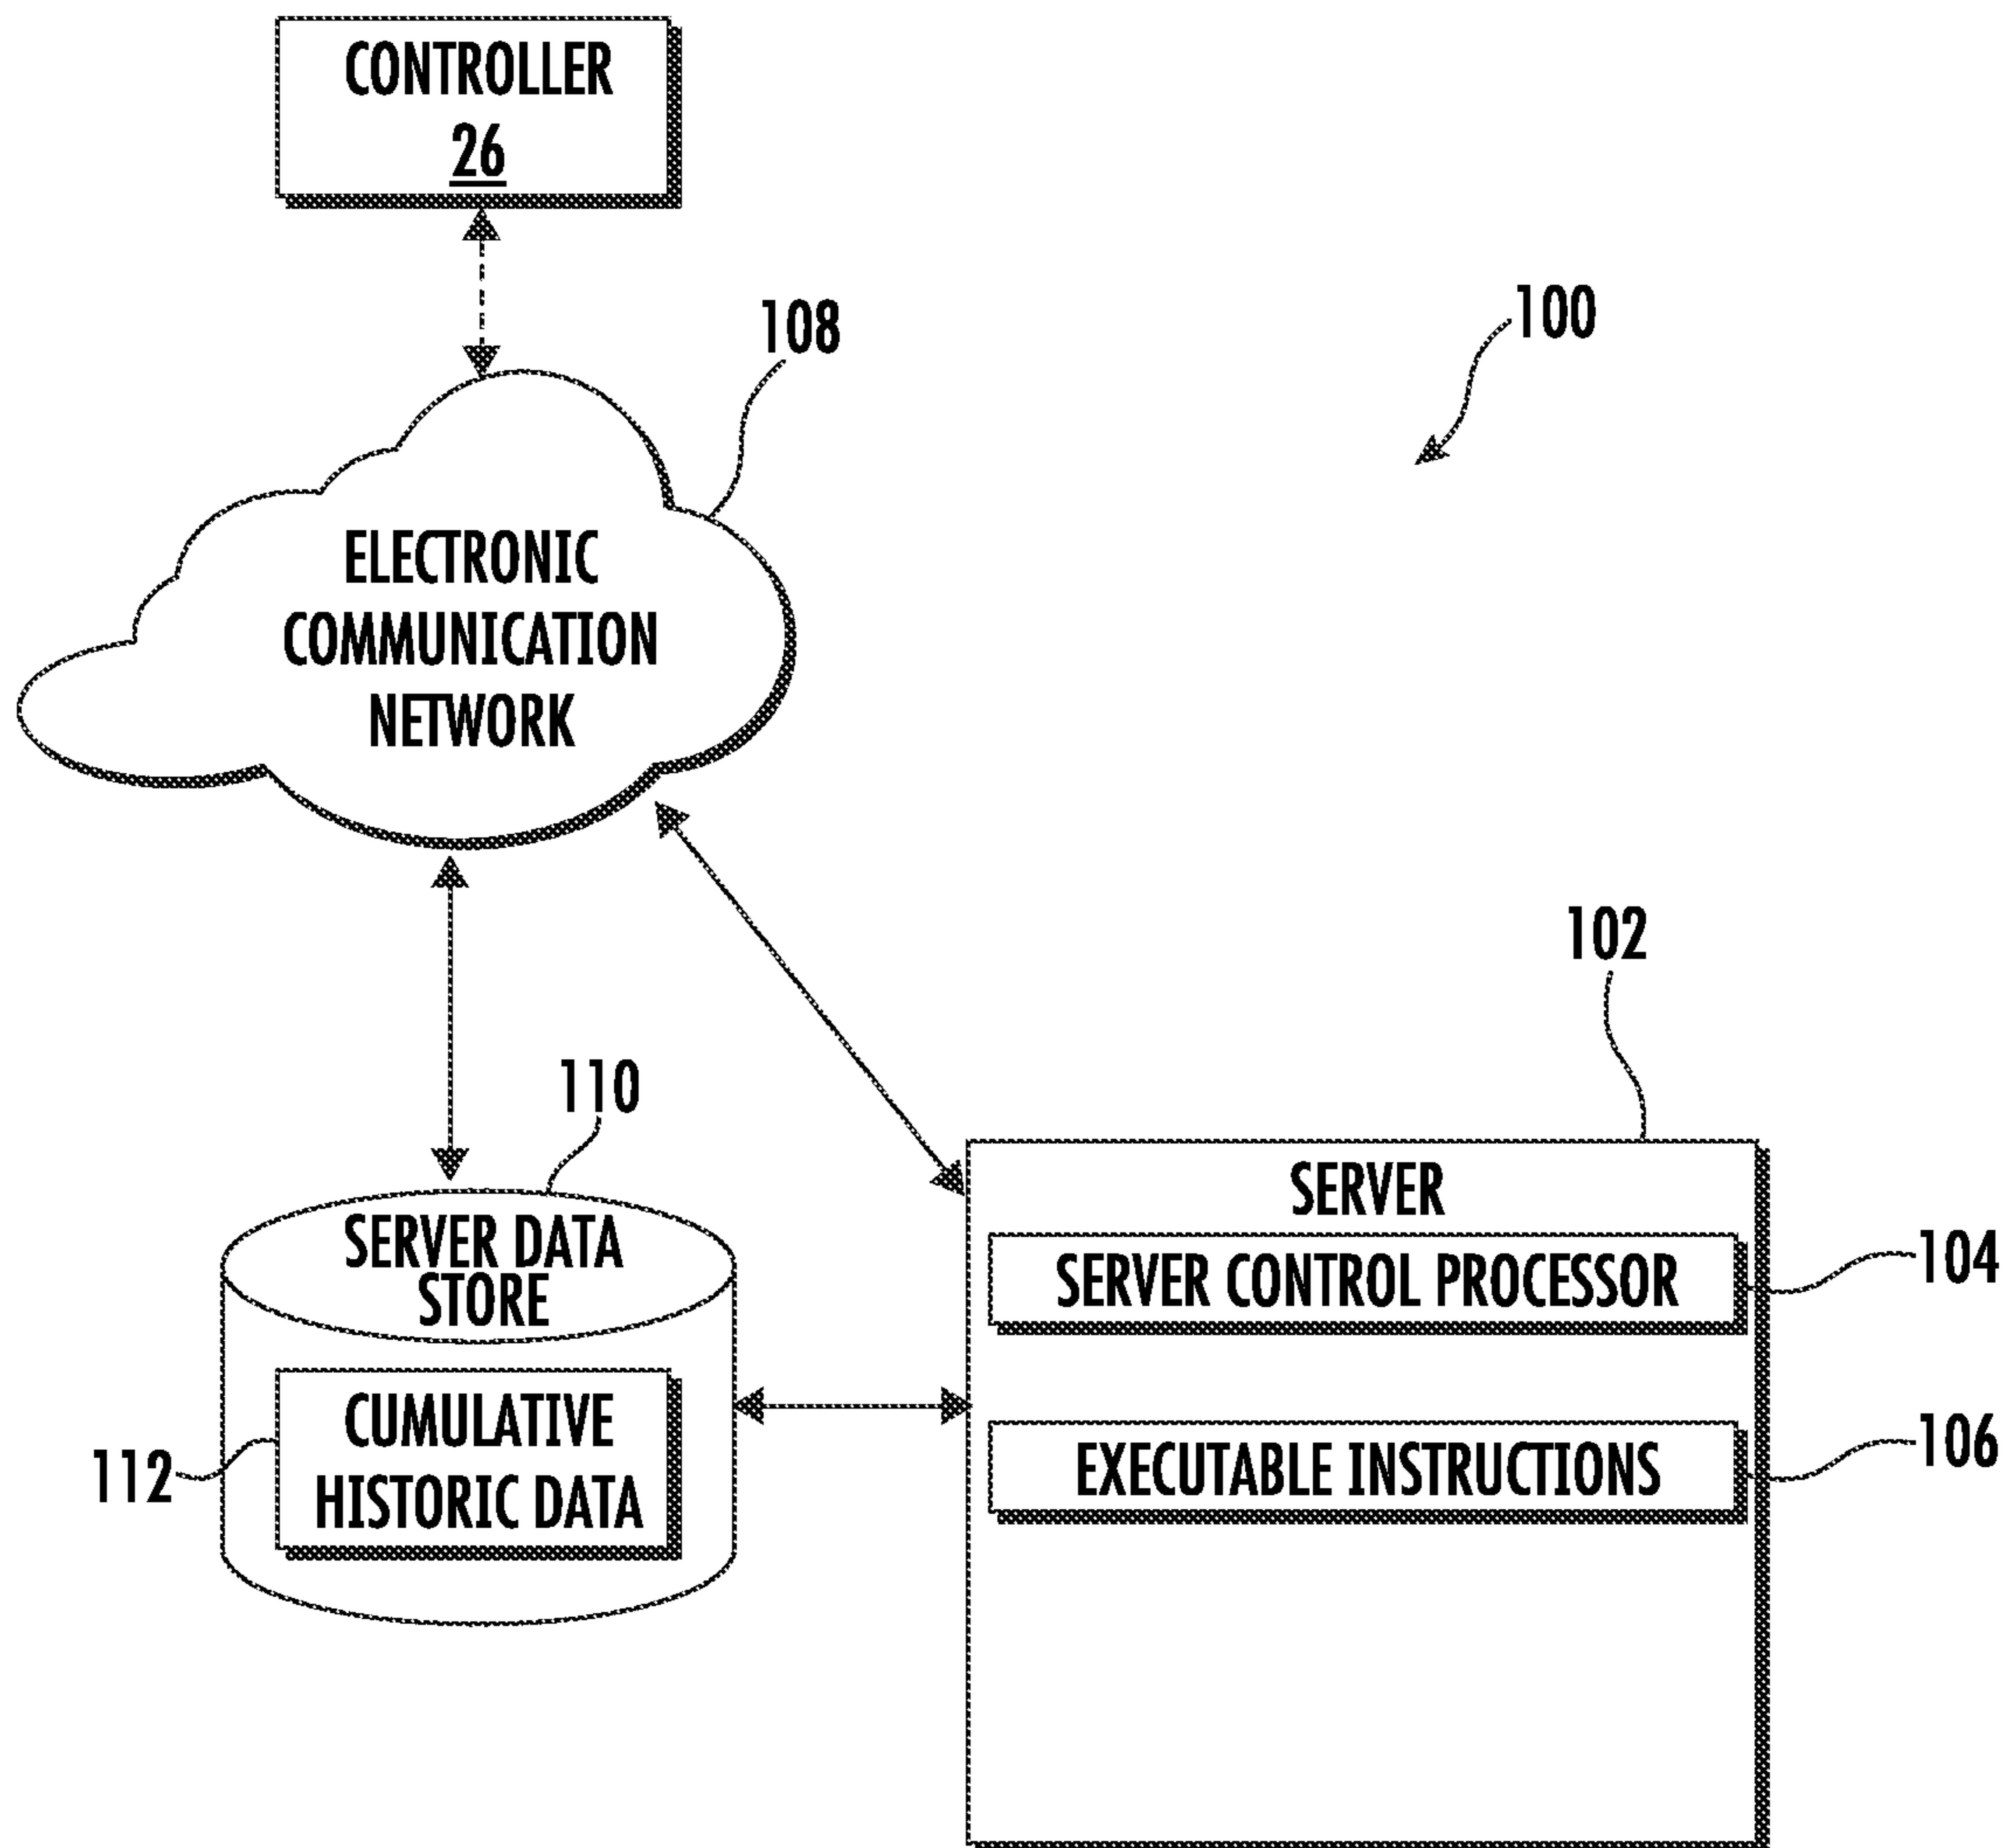 CONTROLLER
26
108
100
ELECTRONIC
COMMUNICATION
NETWORK
102
110
SERVER DATA
STORE
SERVER
SERVER CONTROL PROCESSOR
104
CUMULATIVE
HISTORIC DATA
112
EXECUTABLE INSTRUCTIONS
106